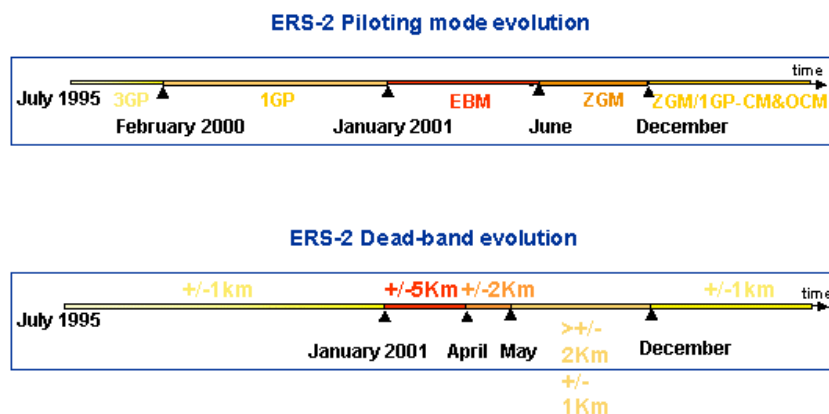 ERS-2 Piloting mode evolution
time
July 1995 3GP 1GP EBM ZGM ZGM/1GP-CM&OCM
February 2000 January 2001 June December
ERS-2 Dead-band evolution
+/-1km +/-5Km +/-2Km +/-1km time
July 1995
January 2001 April May >+/- December
2Km
+/-
1Km